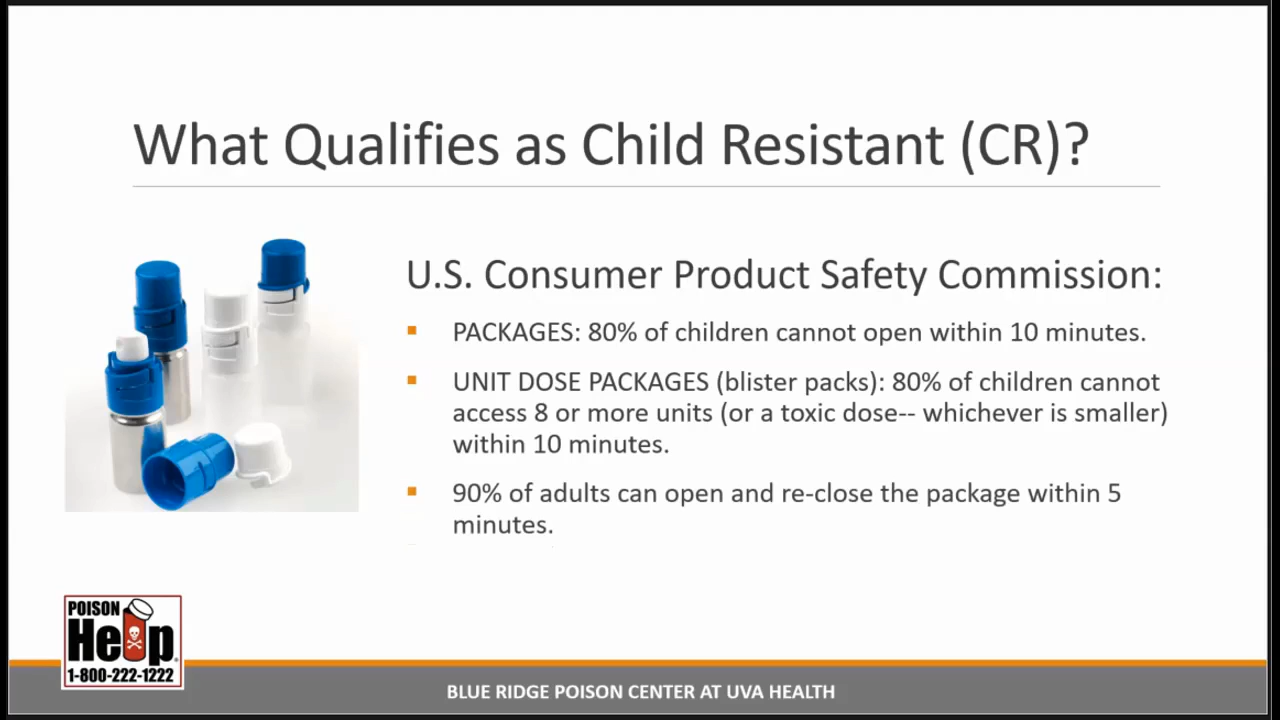 What Qualifies as Child Resistant (CR)?
U.S. Consumer Product Safety Commission:
PACKAGES: 80% of children cannot open within 10 minutes.
UNIT DOSE PACKAGES (blister packs): 80% of children cannot
access 8 or more units (or a toxic dose-- whichever is smaller)
within 10 minutes.
90% of adults can open and re-close the package within 5
minutes.
POISON
Help
1-800-222-1222
BLUE RIDGE POISON CENTER AT UVA HEALTH